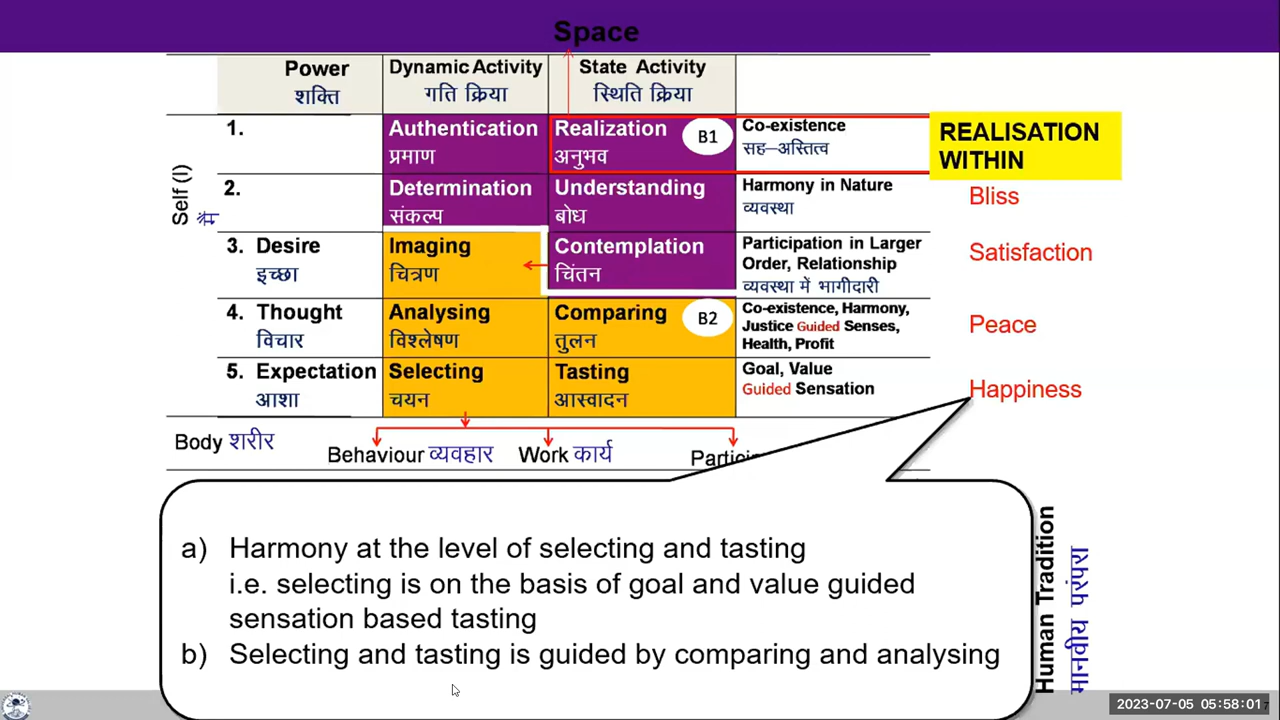 Space
Power Dynamic Activity State Activity
शक्ति गति क्रिया स्थिति क्रिया
1. Authentication Realization B1 Co-existence
प्रमाण अनुभव सह–अस्तित्व
REALISATION
WITHIN
2. Determination Understanding Harmony in Nature Bliss
संकल्प बोध व्यवस्था
Self (I)
मैं
3. Desire Imaging Contemplation Participation in Larger
Order, Relationship Satisfaction
इच्छा चित्रण चिंतन व्यवस्था में भागीदारी
4. Thought Analysing Comparing B2 Co-existence, Harmony,
Justice Guided Senses, Peace
विचार विश्लेषण तुलन Health, Profit
5. Expectation Selecting Tasting Goal, Value
Guided Sensation Happiness
आशा चयन आस्वादन
Body शरीर
Behaviour व्यवहार Work कार्य
a) Harmony at the level of selecting and tasting
i.e. selecting is on the basis of goal and value guided
sensation based tasting
b) Selecting and tasting is guided by comparing and analysing
Human Tradition
मानवीय परंपरा
2023-07-05 05:58:01